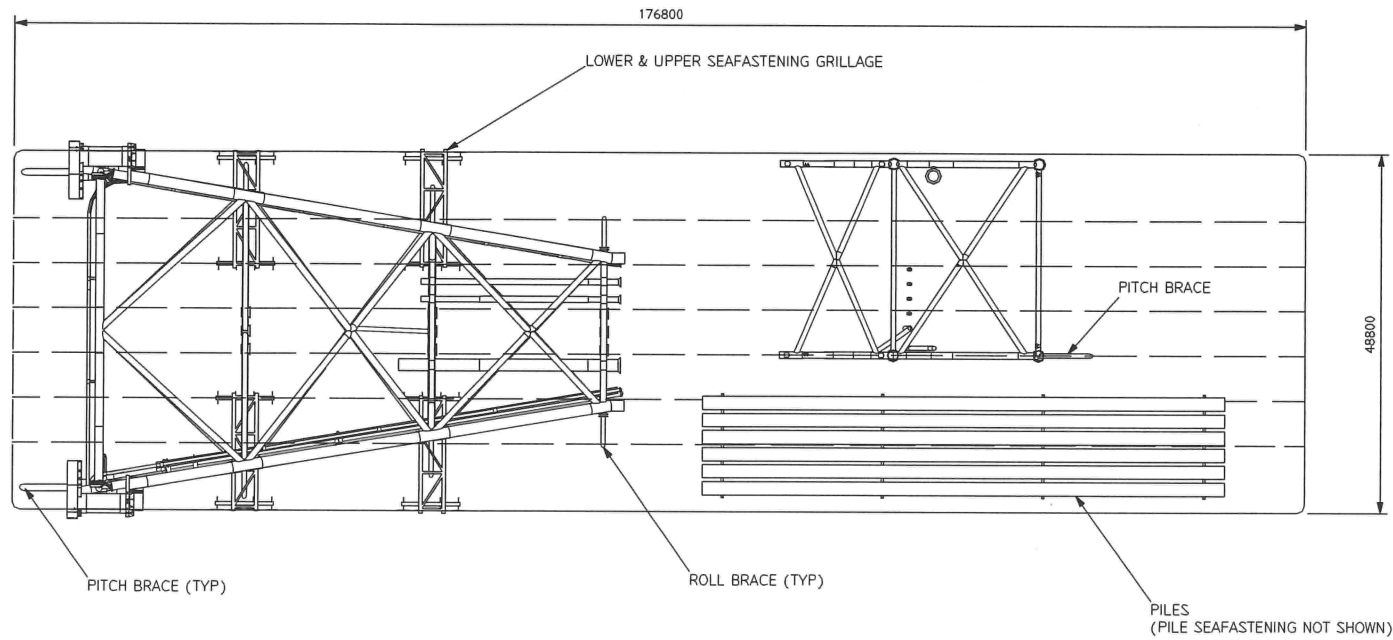 176800
LOWER & UPPER SEAFASTENING GRILLAGE
PITCH BRACE
48800
PITCH BRACE (TYP)
ROLL BRACE (TYP)
PILES
(PILE SEAFASTENING NOT SHOWN)